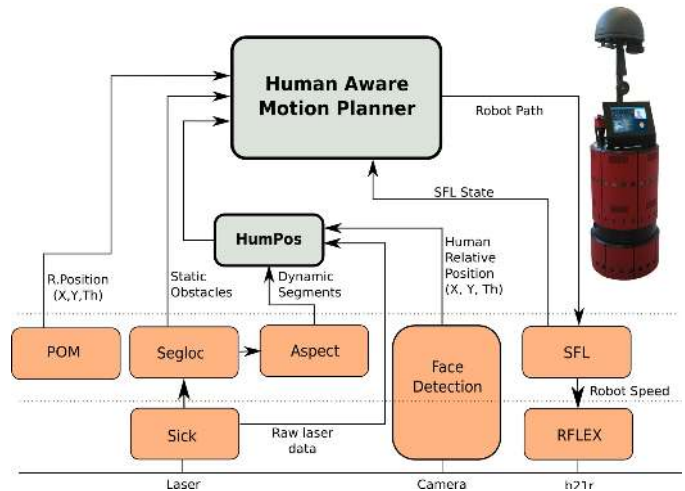 Human Aware
Motion Planner
Robot Path
SFL State
HumPos
Human
Relative
Position
(X, Y, Th)
R.Position
(X,Y,Th)
Static
Obstacles
Dynamic
Segments
POM
Segloc
Aspect
Face
Detection
SFL
Robot Speed
Sick
Raw laser
data
RFLEX
Laser
Camera
b21r